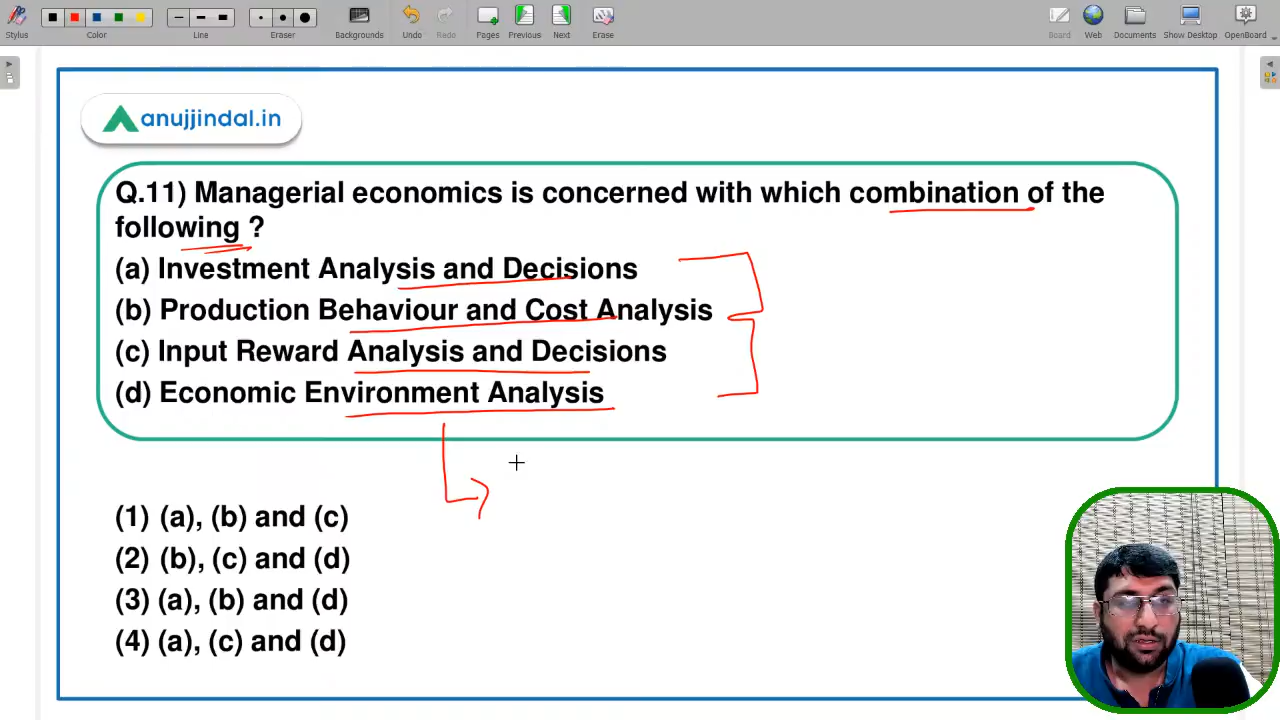 Stylus
Color
Line
Eraser
Backgrounds
Undo
Redo
Pages
Previous
Next
Erase
Board
Web
Documents
Show Desktop
OpenBoard
anujjindal.in
Q.11) Managerial economics is concerned with which combination of the
following ?
(a) Investment Analysis and Decisions
(b) Production Behaviour and Cost Analysis
(c) Input Reward Analysis and Decisions
(d) Economic Environment Analysis
(1) (a), (b) and (c)
(2) (b), (c) and (d)
(3) (a), (b) and (d)
(4) (a), (c) and (d)